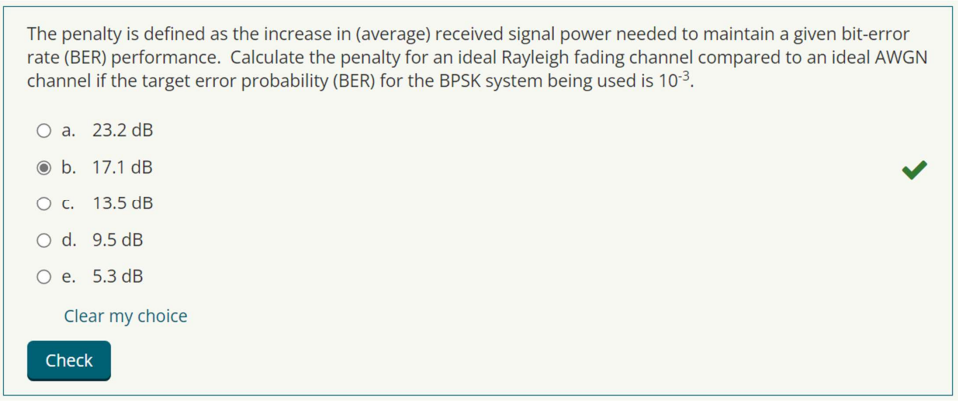 The penalty is defined as the increase in (average) received signal power needed to maintain a given bit-error
rate (BER) performance.  Calculate the penalty for an ideal Rayleigh fading channel compared to an ideal AWGN
channel if the target error probability (BER) for the BPSK system being used is 10⁻³.
a. 23.2 dB
b. 17.1 dB
c. 13.5 dB
d. 9.5 dB
e. 5.3 dB
Clear my choice
Check